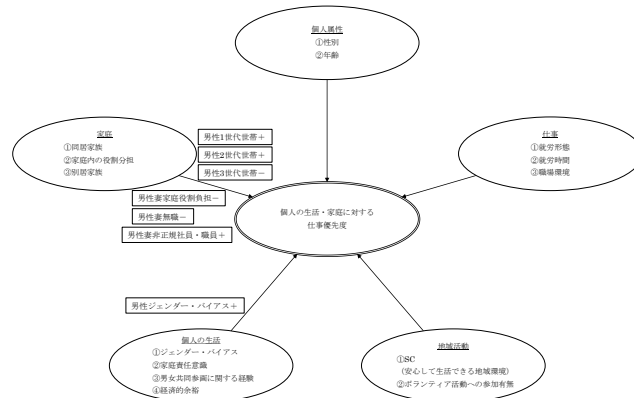 個人属性
①性別
②年齢
家庭
①同居家族
②家庭内の役割分担
③別居家族
男性1世代世帯＋
男性2世代世帯＋
男性3世代世帯－
仕事
①就労形態
②就労時間
③職場環境
男性妻家庭役割負担－
男性妻無職－
男性妻非正規社員・職員＋
個人の生活・家庭に対する
仕事優先度
男性ジェンダー・バイアス＋
個人の生活
①ジェンダー・バイアス
②家庭責任意識
③男女共同参画に関する経験
④経済的余裕
地域活動
①SC
(安心して生活できる地域環境)
②ボランティア活動への参加有無